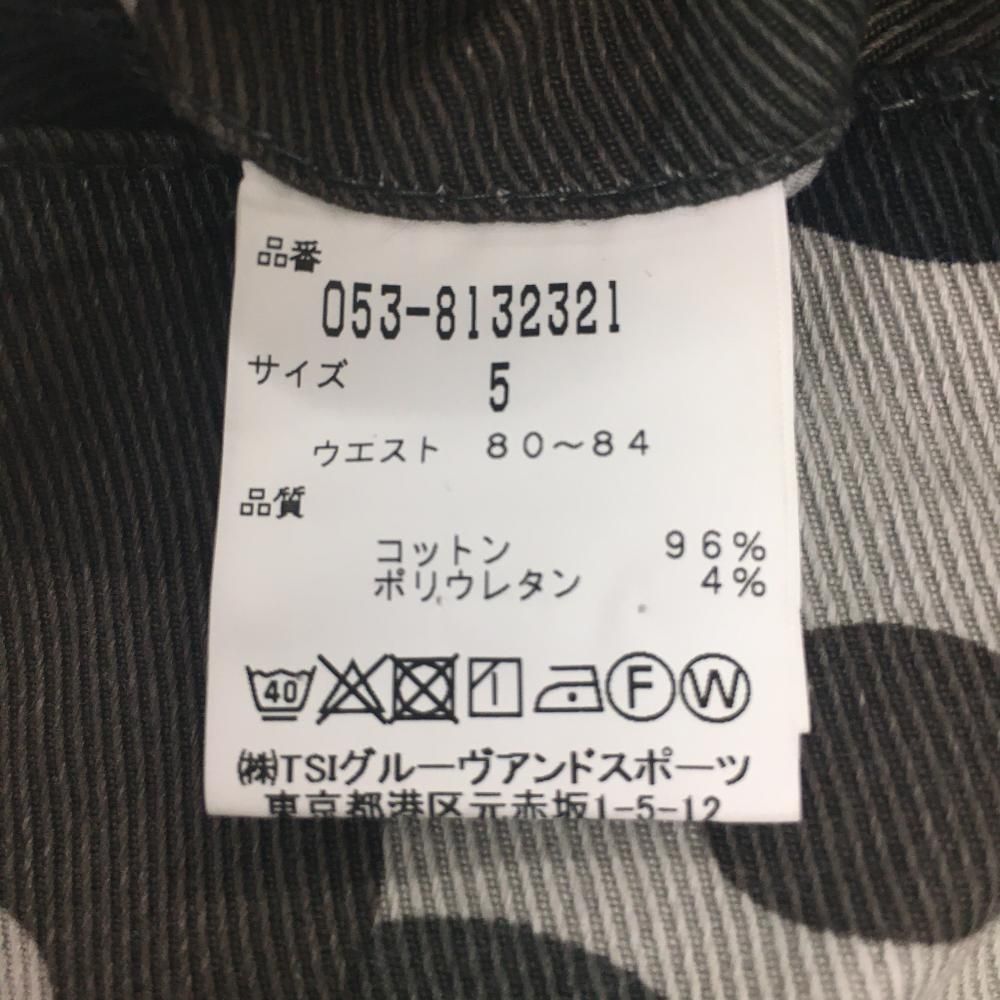 品番
053-8132321
サイズ 5
ウエスト 80～84
品質
コットン 96%
ポリウレタン 4%
40 F W
㈱TSIグルーヴアンドスポーツ
東京都港区元赤坂1-5-12